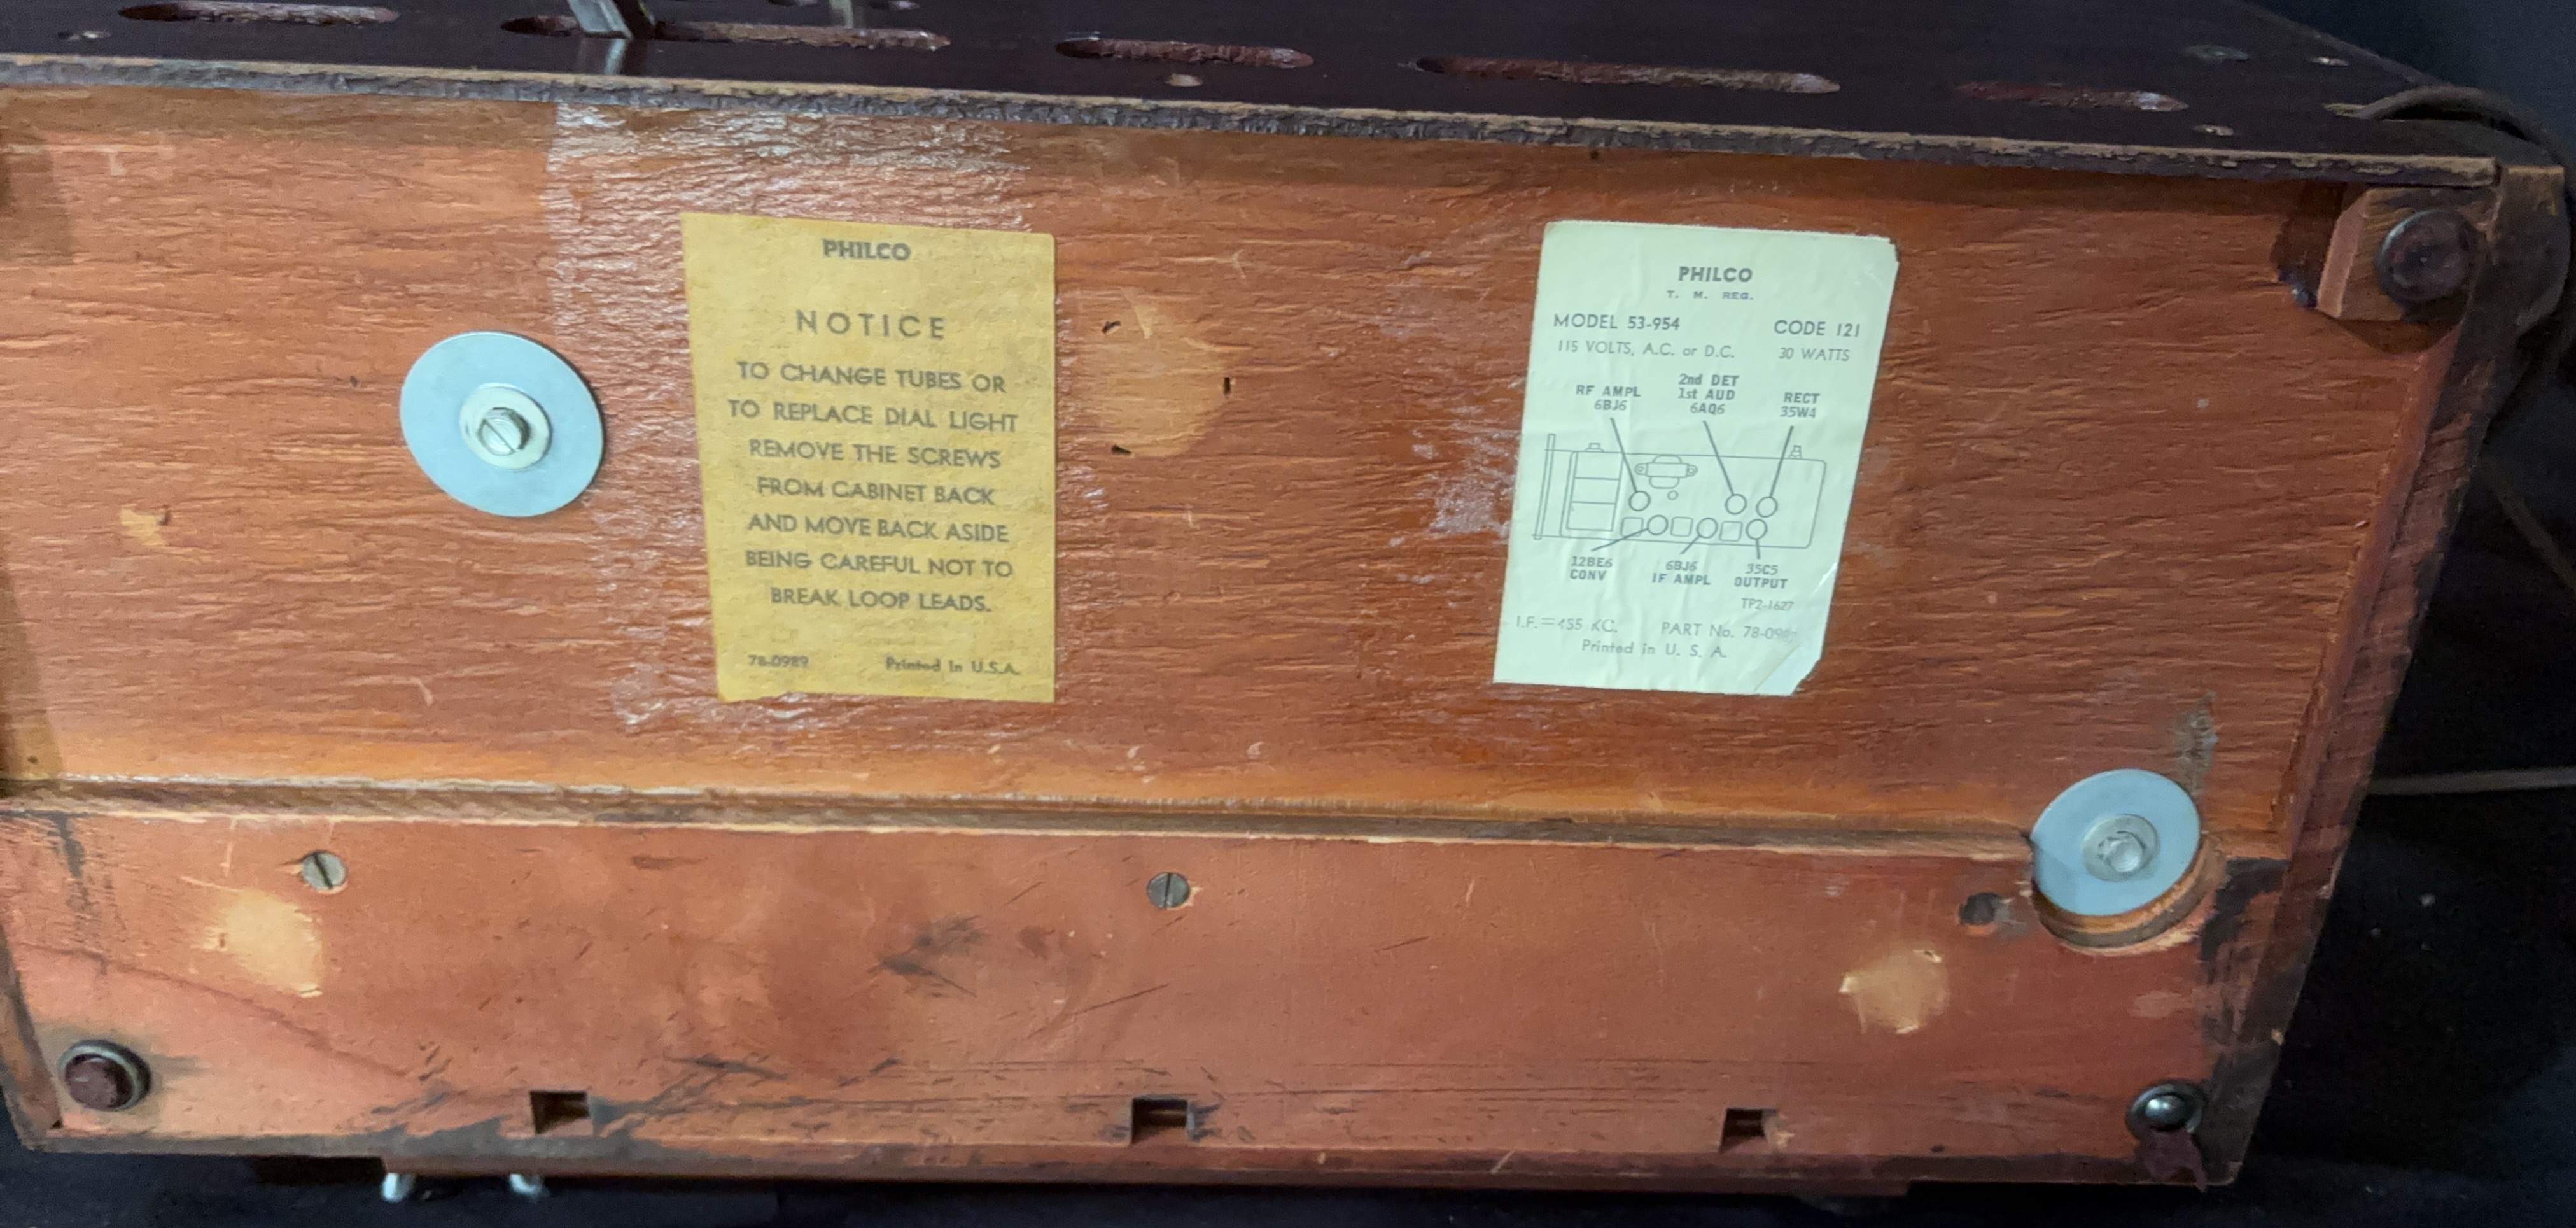 PHILCO
NOTICE
TO CHANGE TUBES OR
TO REPLACE DIAL LIGHT
REMOVE THE SCREWS
FROM CABINET BACK
AND MOVE BACK ASIDE
BEING CAREFUL NOT TO
BREAK LOOP LEADS.
78-0989 Printed in U.S.A.
PHILCO
T. M. REG.
MODEL 53-954 CODE 121
115 VOLTS, A.C. or D.C. 30 WATTS
RF AMPL
6BJ6
2nd DET
1st AUD
6AQ6
RECT
35W4
12BE6
CONV
6BJ6
IF AMPL
35C5
OUTPUT
TP2-1627
I.F.=455 KC. PART No.
Printed in U. S. A.